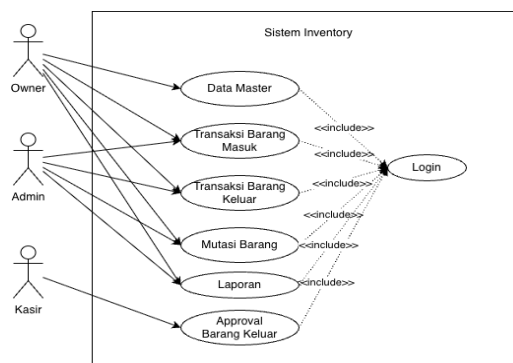 Sistem Inventory
Owner
Data Master
<<include>>
Transaksi Barang
Masuk
<<include>>
Login
Admin
Transaksi Barang
Keluar
<<include>>
<<include>>
Mutasi Barang
<<include>>
Laporan
<<include>>
Kasir
Approval
Barang Keluar